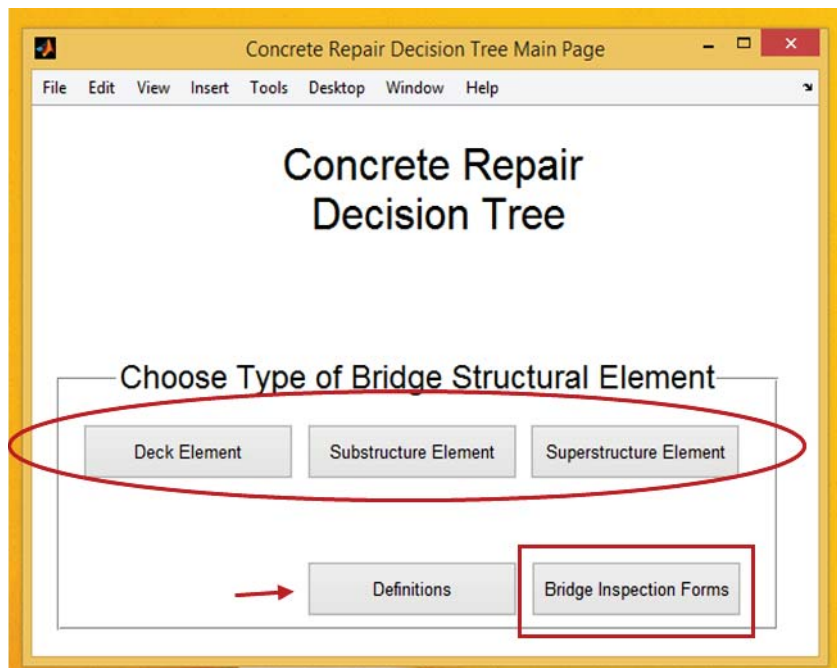 Concrete Repair Decision Tree Main Page
File Edit View Insert Tools Desktop Window Help
Concrete Repair
Decision Tree
Choose Type of Bridge Structural Element
Deck Element Substructure Element Superstructure Element
Definitions Bridge Inspection Forms